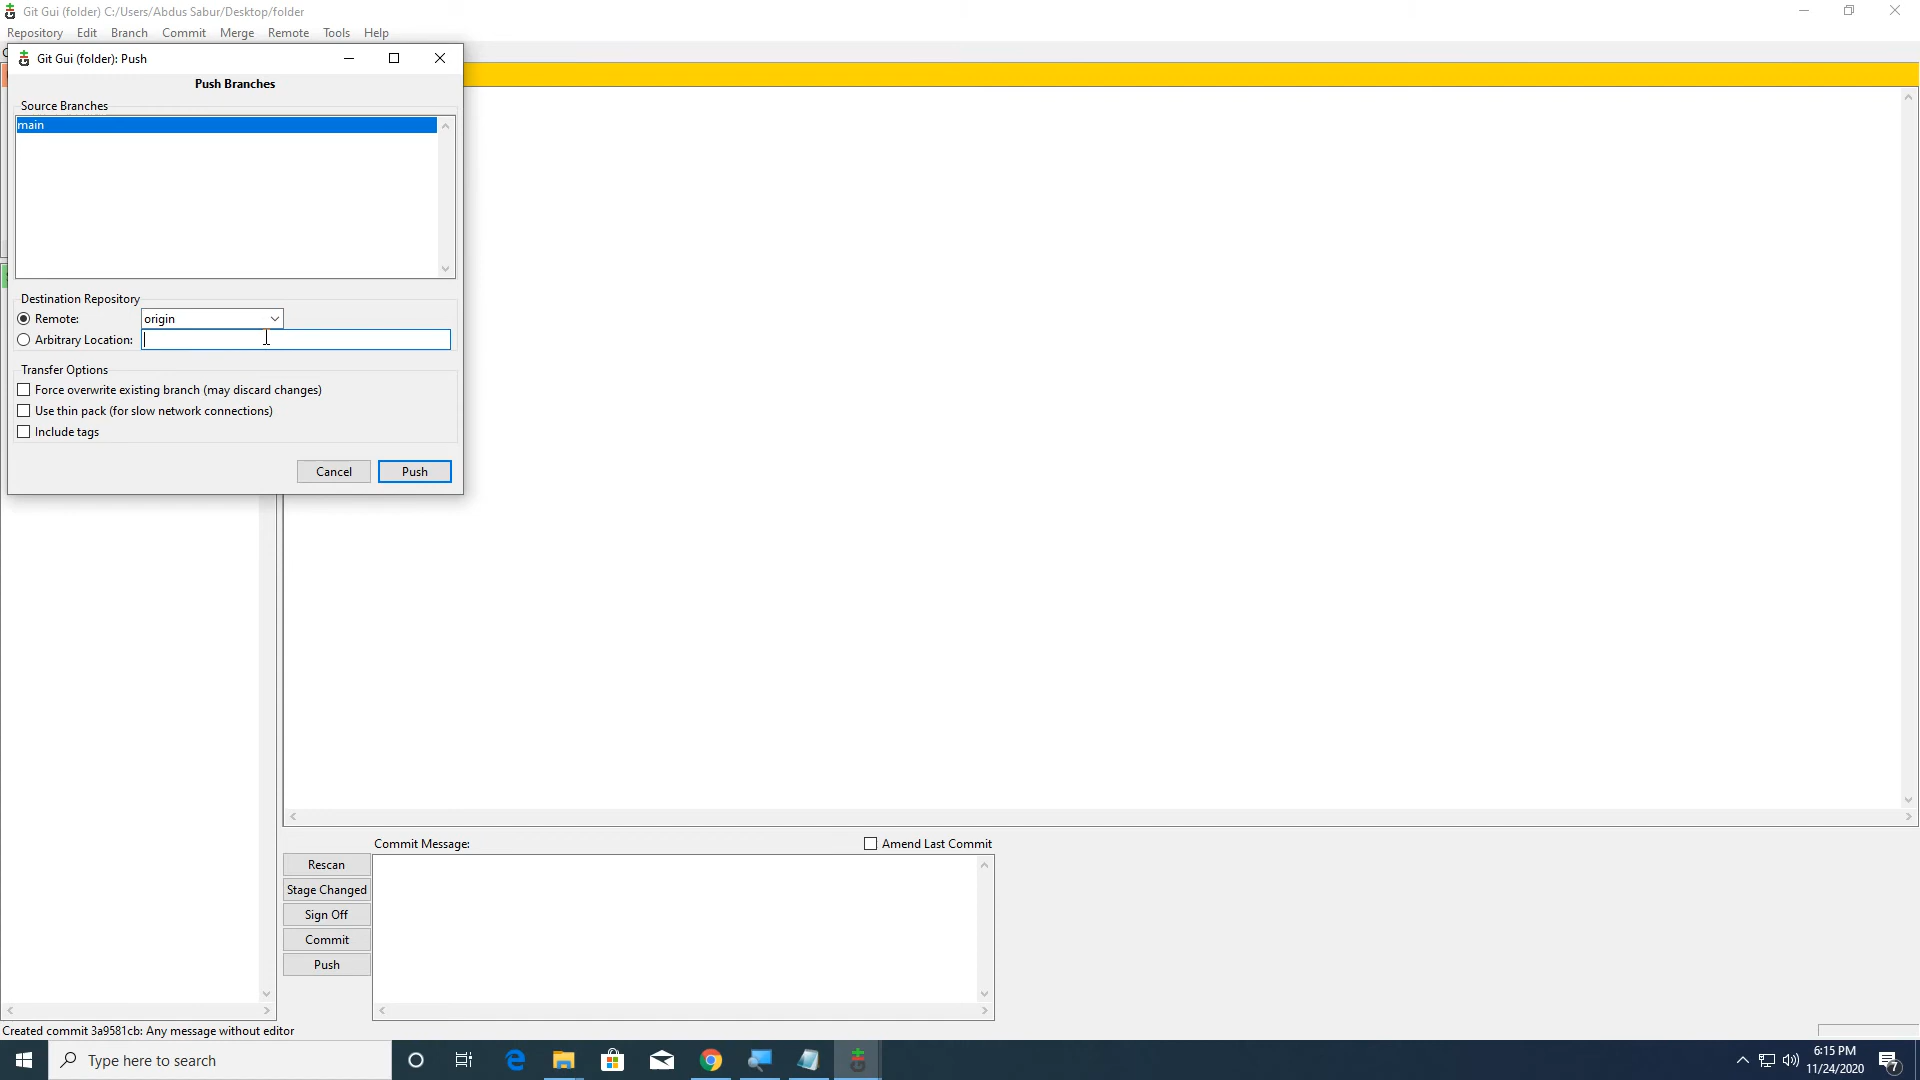 Git Gui (folder) C:/Users/Abdus Sabur/Desktop/folder
Repository Edit Branch Commit Merge Remote Tools Help
Git Gui (folder): Push
Push Branches
Source Branches
main
Destination Repository
Remote: origin
Arbitrary Location:
Transfer Options
Force overwrite existing branch (may discard changes)
Use thin pack (for slow network connections)
Include tags
Cancel Push
Commit Message: Amend Last Commit
Rescan
Stage Changed
Sign Off
Commit
Push
Created commit 3a9581cb: Any message without editor
Type here to search
6:15 PM
11/24/2020
7